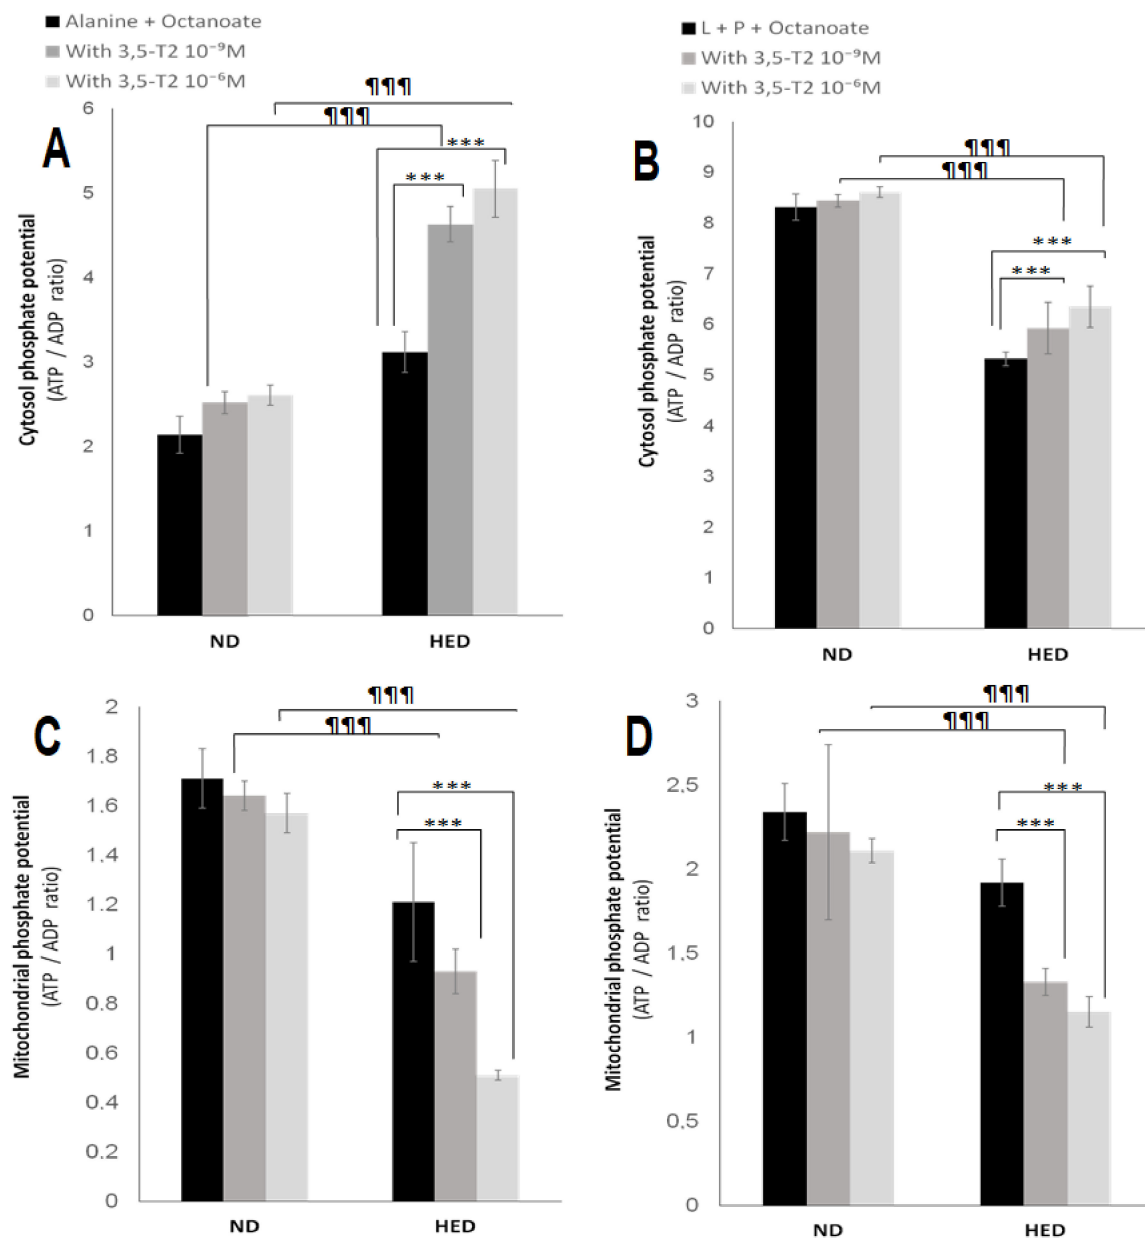 Alanine + Octanoate
With 3,5-T2 10⁻⁹M
With 3,5-T2 10⁻⁶M
L + P + Octanoate
With 3,5-T2 10⁻⁹M
With 3,5-T2 10⁻⁶M
A
Cytosol phosphate potential
(ATP / ADP ratio)
6
5
4
3
2
1
0
¶¶¶
¶¶¶
***
***
ND
HED
B
Cytosol phosphate potential
(ATP / ADP ratio)
10
9
8
7
6
5
4
3
2
1
0
¶¶¶
¶¶¶
***
***
ND
HED
C
Mitochondrial phosphate potential
(ATP / ADP ratio)
2
1.8
1.6
1.4
1.2
1
0.8
0.6
0.4
0.2
0
¶¶¶
¶¶¶
***
***
ND
HED
D
Mitochondrial phosphate potential
(ATP / ADP ratio)
3
2,5
2
1,5
1
0,5
0
¶¶¶
¶¶¶
***
***
ND
HED